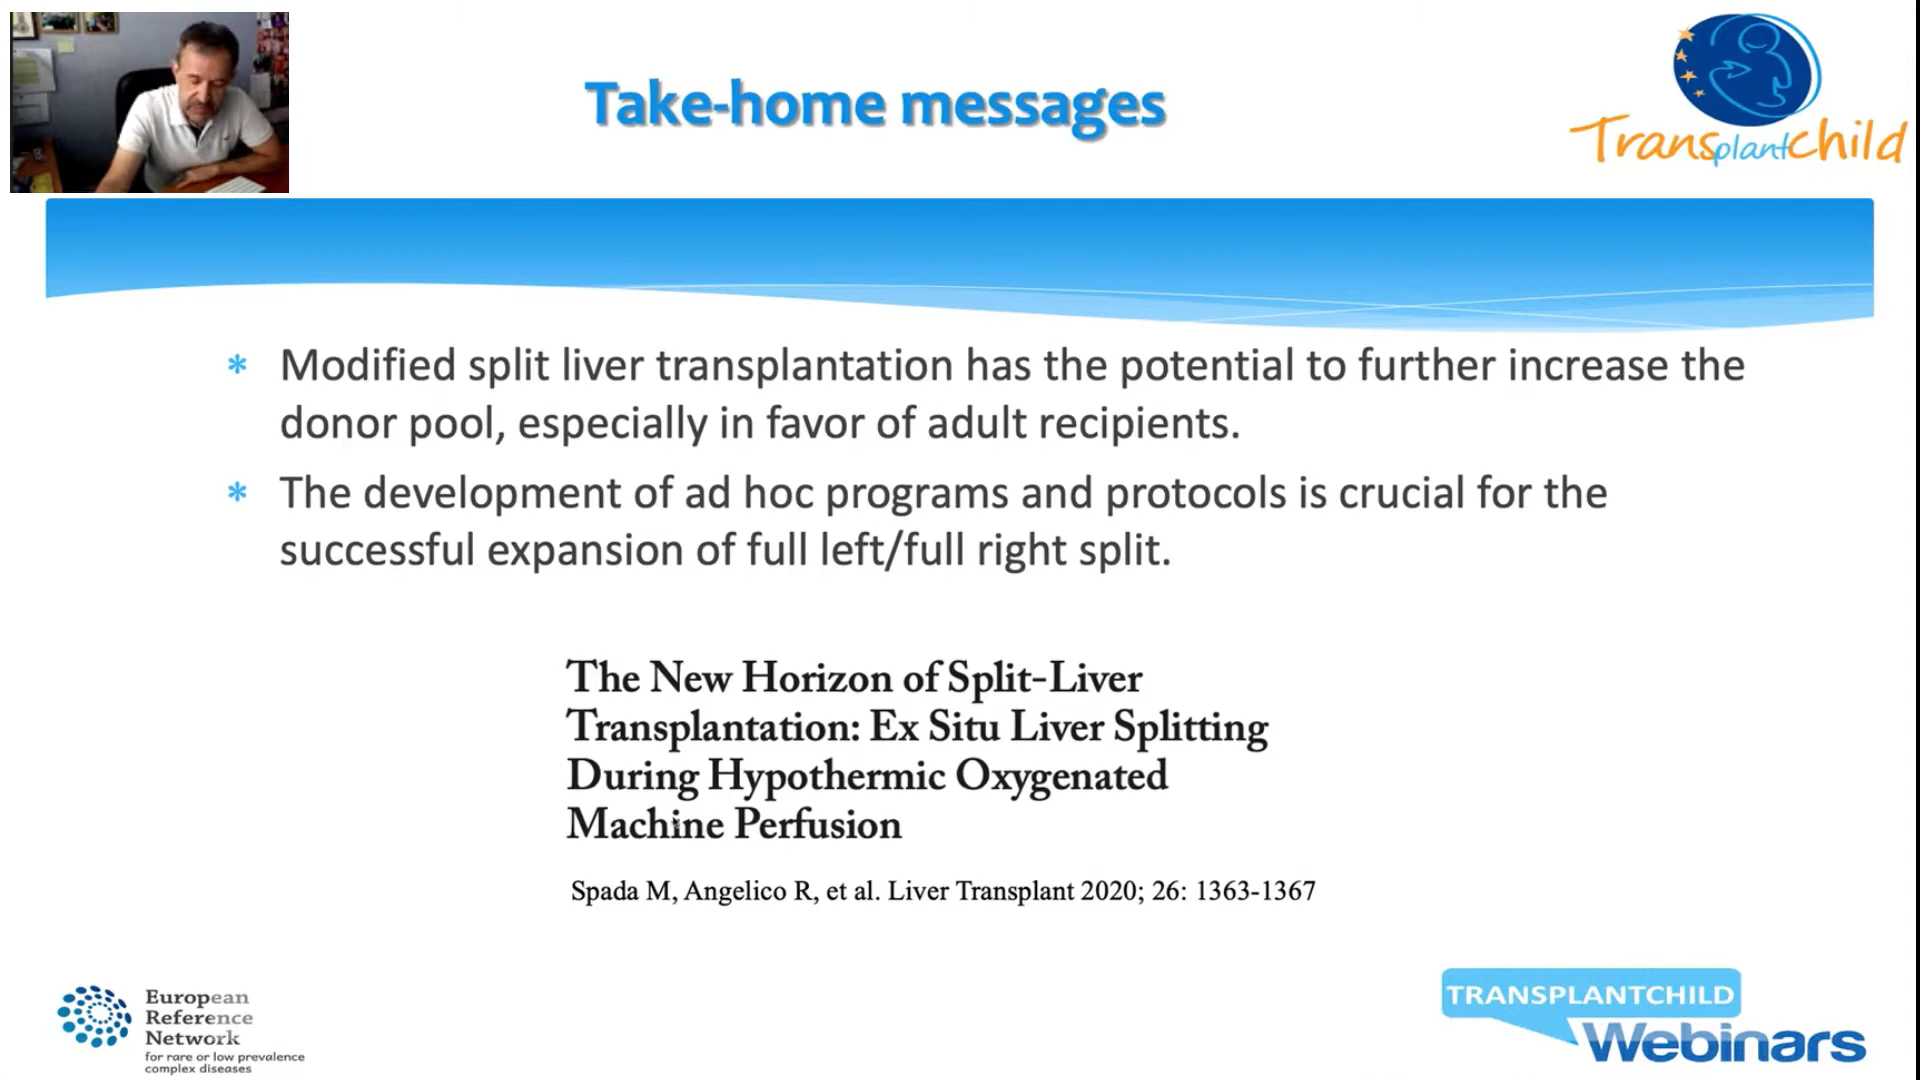 Take-home messages
Transplantchild
* Modified split liver transplantation has the potential to further increase the
donor pool, especially in favor of adult recipients.
* The development of ad hoc programs and protocols is crucial for the
successful expansion of full left/full right split.
The New Horizon of Split-Liver
Transplantation: Ex Situ Liver Splitting
During Hypothermic Oxygenated
Machine Perfusion
Spada M, Angelico R, et al. Liver Transplant 2020; 26: 1363-1367
European
Reference
Network
for rare or low prevalence
complex diseases
TRANSPLANTCHILD
Webinars